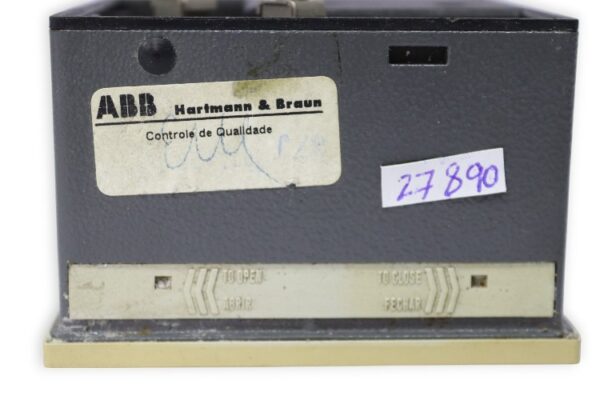 ABB Hartmann & Braun
Controle de Qualidade
27890
TO OPEN
ABRIR
TO CLOSE
FECHAR